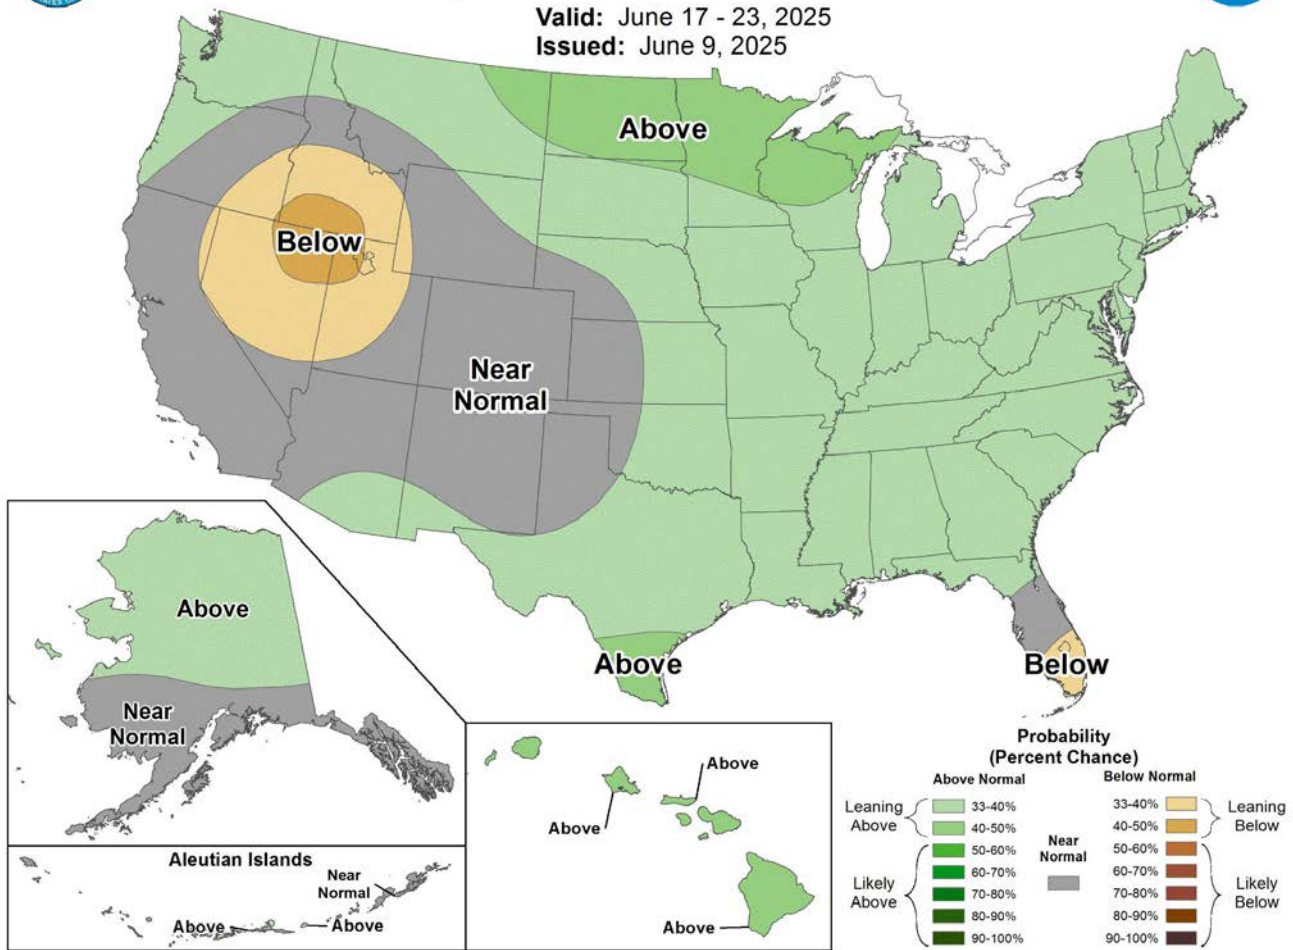 Valid: June 17 - 23, 2025
Issued: June 9, 2025
Above
Below
Near
Normal
Above
Below
Above
Near
Normal
Aleutian Islands
Near
Normal
Above
Above
Above
Above
Above
Probability
(Percent Chance)
Above Normal
Below Normal
Leaning
Above
33-40%
40-50%
Likely
Above
50-60%
60-70%
70-80%
80-90%
90-100%
Near
Normal
33-40%
40-50%
Leaning
Below
50-60%
60-70%
70-80%
80-90%
90-100%
Likely
Below